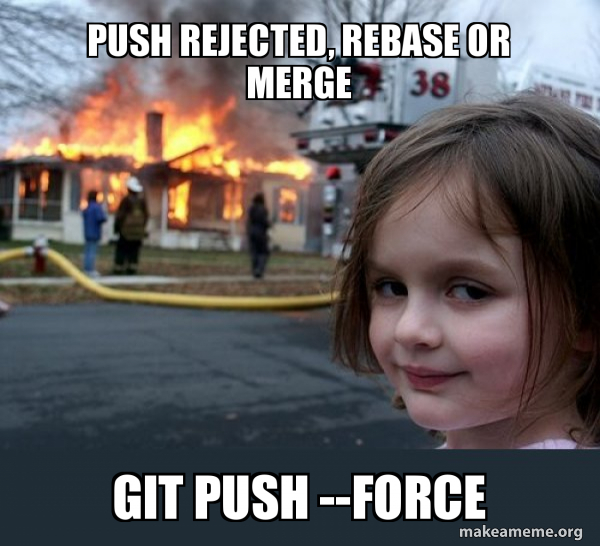 PUSH REJECTED, REBASE OR
MERGE
38
GIT PUSH --FORCE
makeameme.org